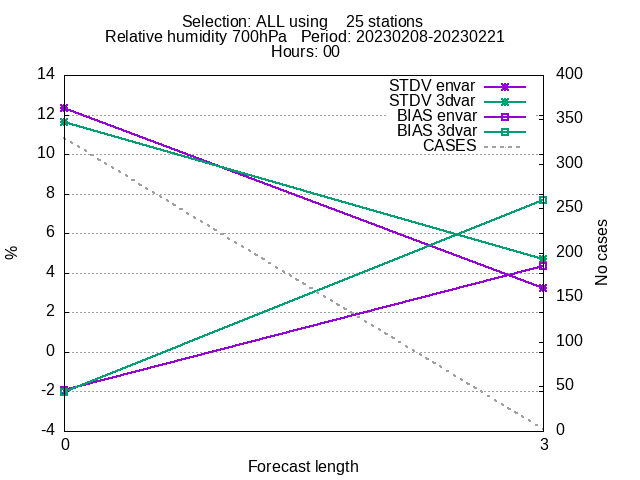 Selection: ALL using    25 stations
Relative humidity 700hPa   Period: 20230208-20230221
Hours: 00
14
12
10
8
6
4
2
0
-2
-4
%
STDV envar
STDV 3dvar
BIAS envar
BIAS 3dvar
CASES
400
350
300
250
200
150
100
50
0
No cases
0
3
Forecast length